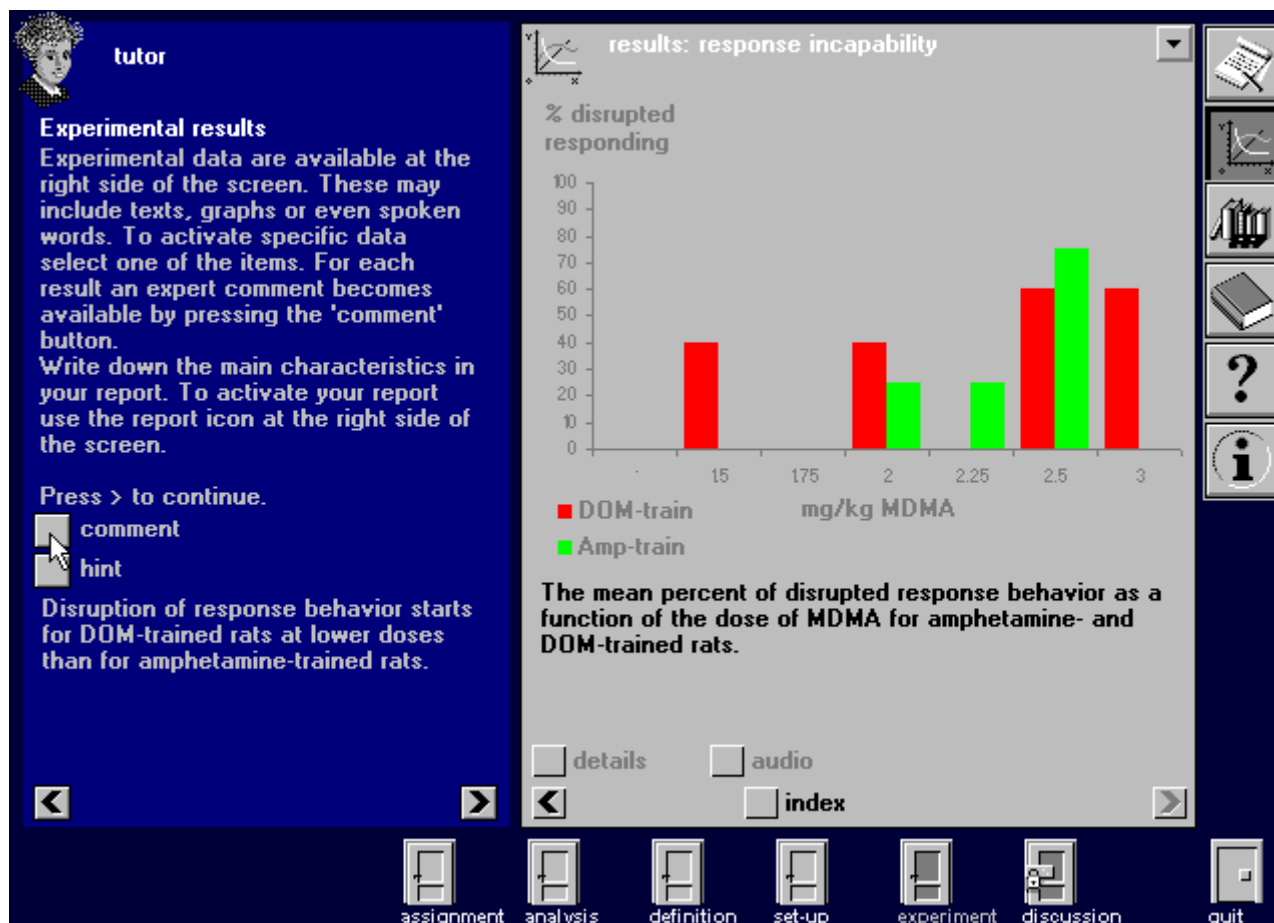 tutor
Experimental results
Experimental data are available at the
right side of the screen. These may
include texts, graphs or even spoken
words. To activate specific data
select one of the items. For each
result an expert comment becomes
available by pressing the 'comment'
button.
Write down the main characteristics in
your report. To activate your report
use the report icon at the right side of
the screen.
Press > to continue.
comment
hint
Disruption of response behavior starts
for DOM-trained rats at lower doses
than for amphetamine-trained rats.
results: response incapability
% disrupted
responding
100
90
80
70
60
50
40
30
20
10
0
- 1.5 1.75 2 2.25 2.5 3
DOM-train
mg/kg MDMA
Amp-train
The mean percent of disrupted response behavior as a
function of the dose of MDMA for amphetamine- and
DOM-trained rats.
details
audio
index
?
i
assignment analysis definition set-up experiment discussion quit